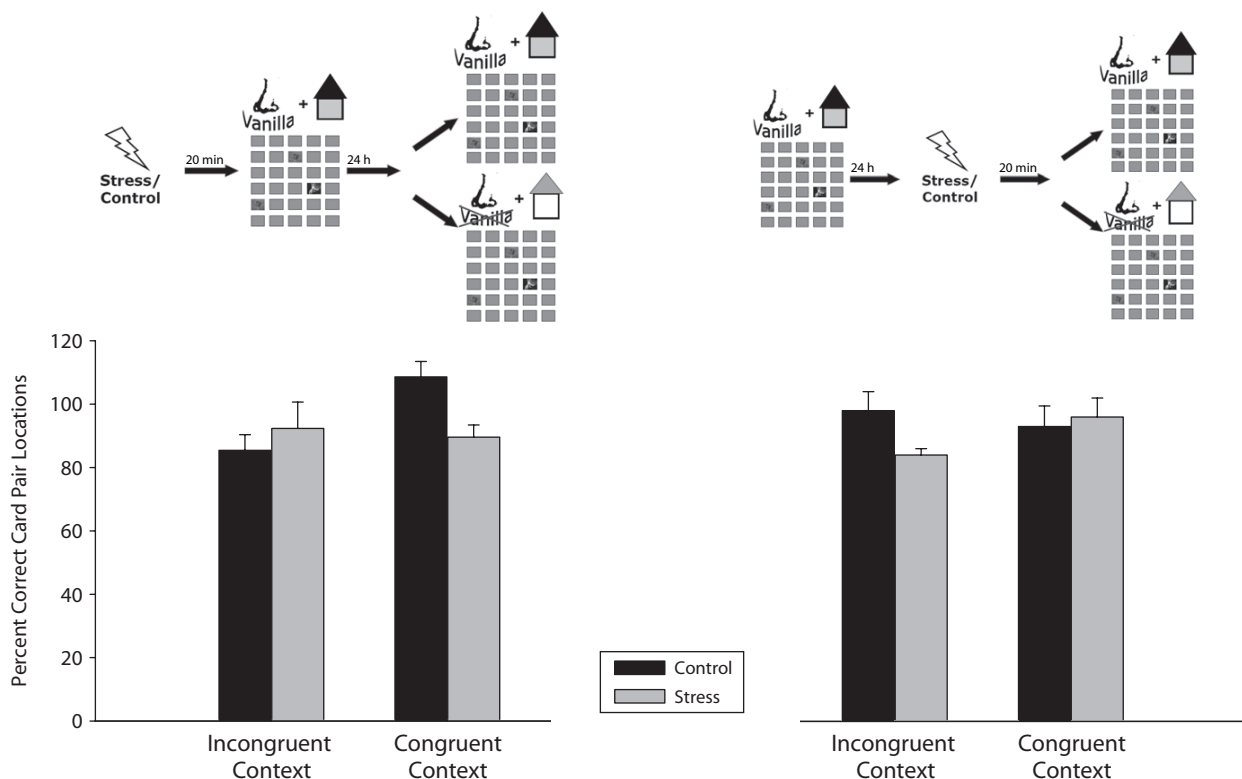 Vanilla
+
Vanilla
+
20 min
24 h
Stress/
Control
Vanilla
+
Vanilla
+
Vanilla
+
24 h
Stress/
Control
20 min
Vanilla
+
Percent Correct Card Pair Locations
120
100
80
60
40
20
0
Incongruent
Context
Congruent
Context
Control
Stress
Incongruent
Context
Congruent
Context